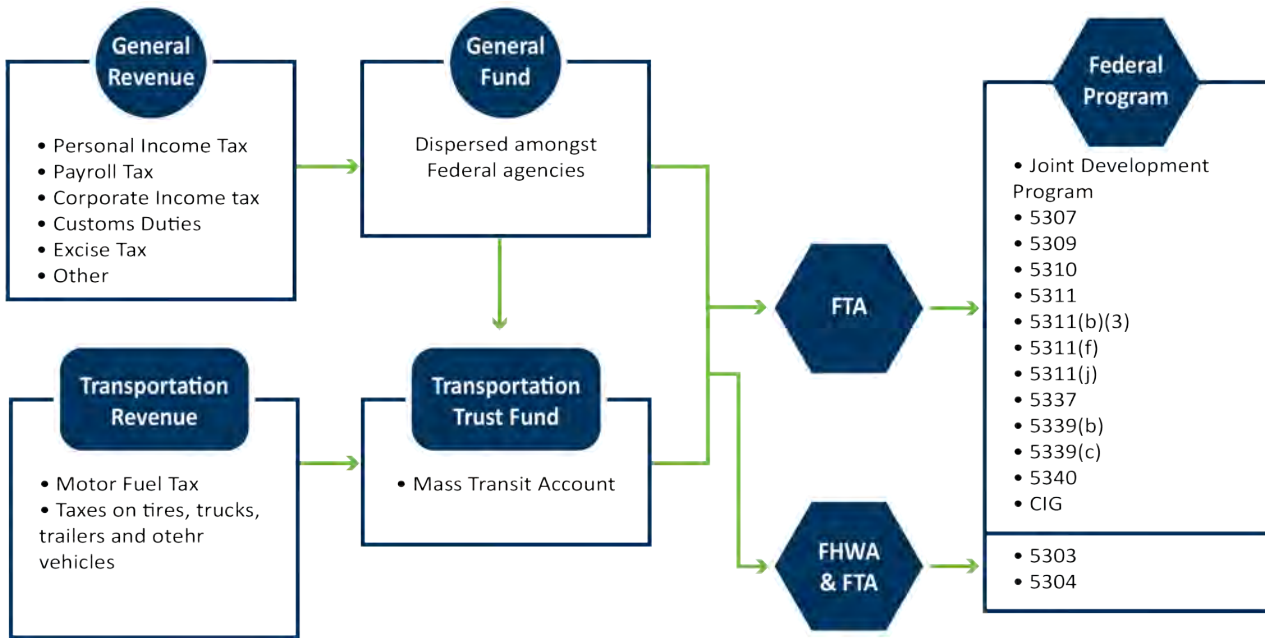 General
Revenue
• Personal Income Tax
• Payroll Tax
• Corporate Income tax
• Customs Duties
• Excise Tax
• Other
General
Fund
Dispersed amongst
Federal agencies
Transportation
Revenue
• Motor Fuel Tax
• Taxes on tires, trucks,
trailers and otehr
vehicles
Transportation
Trust Fund
• Mass Transit Account
FTA
FHWA
& FTA
Federal
Program
• Joint Development
Program
• 5307
• 5309
• 5310
• 5311
• 5311(b)(3)
• 5311(f)
• 5311(j)
• 5337
• 5339(b)
• 5339(c)
• 5340
• CIG
• 5303
• 5304